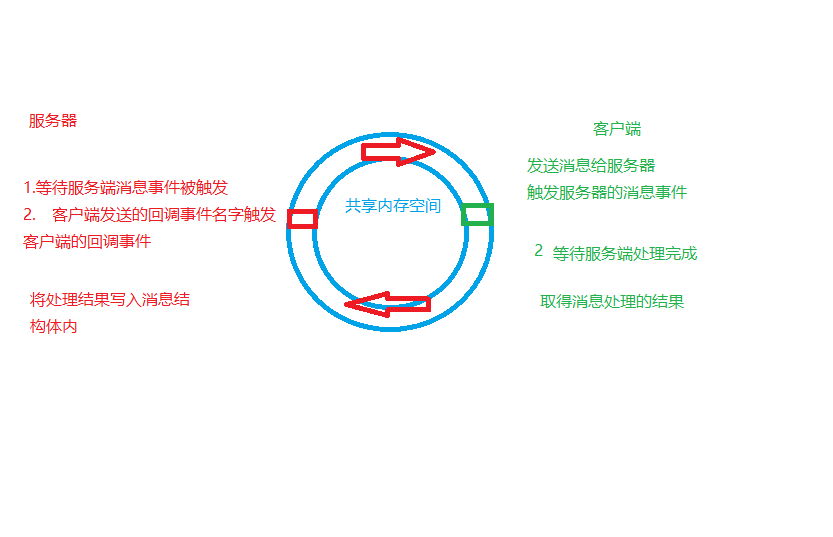 服务器
1.等待服务端消息事件被触发
2. 客户端发送的回调事件名字触发
客户端的回调事件
将处理结果写入消息结
构体内
共享内存空间
客户端
发送消息给服务器
触发服务器的消息事件
2 等待服务端处理完成
取得消息处理的结果